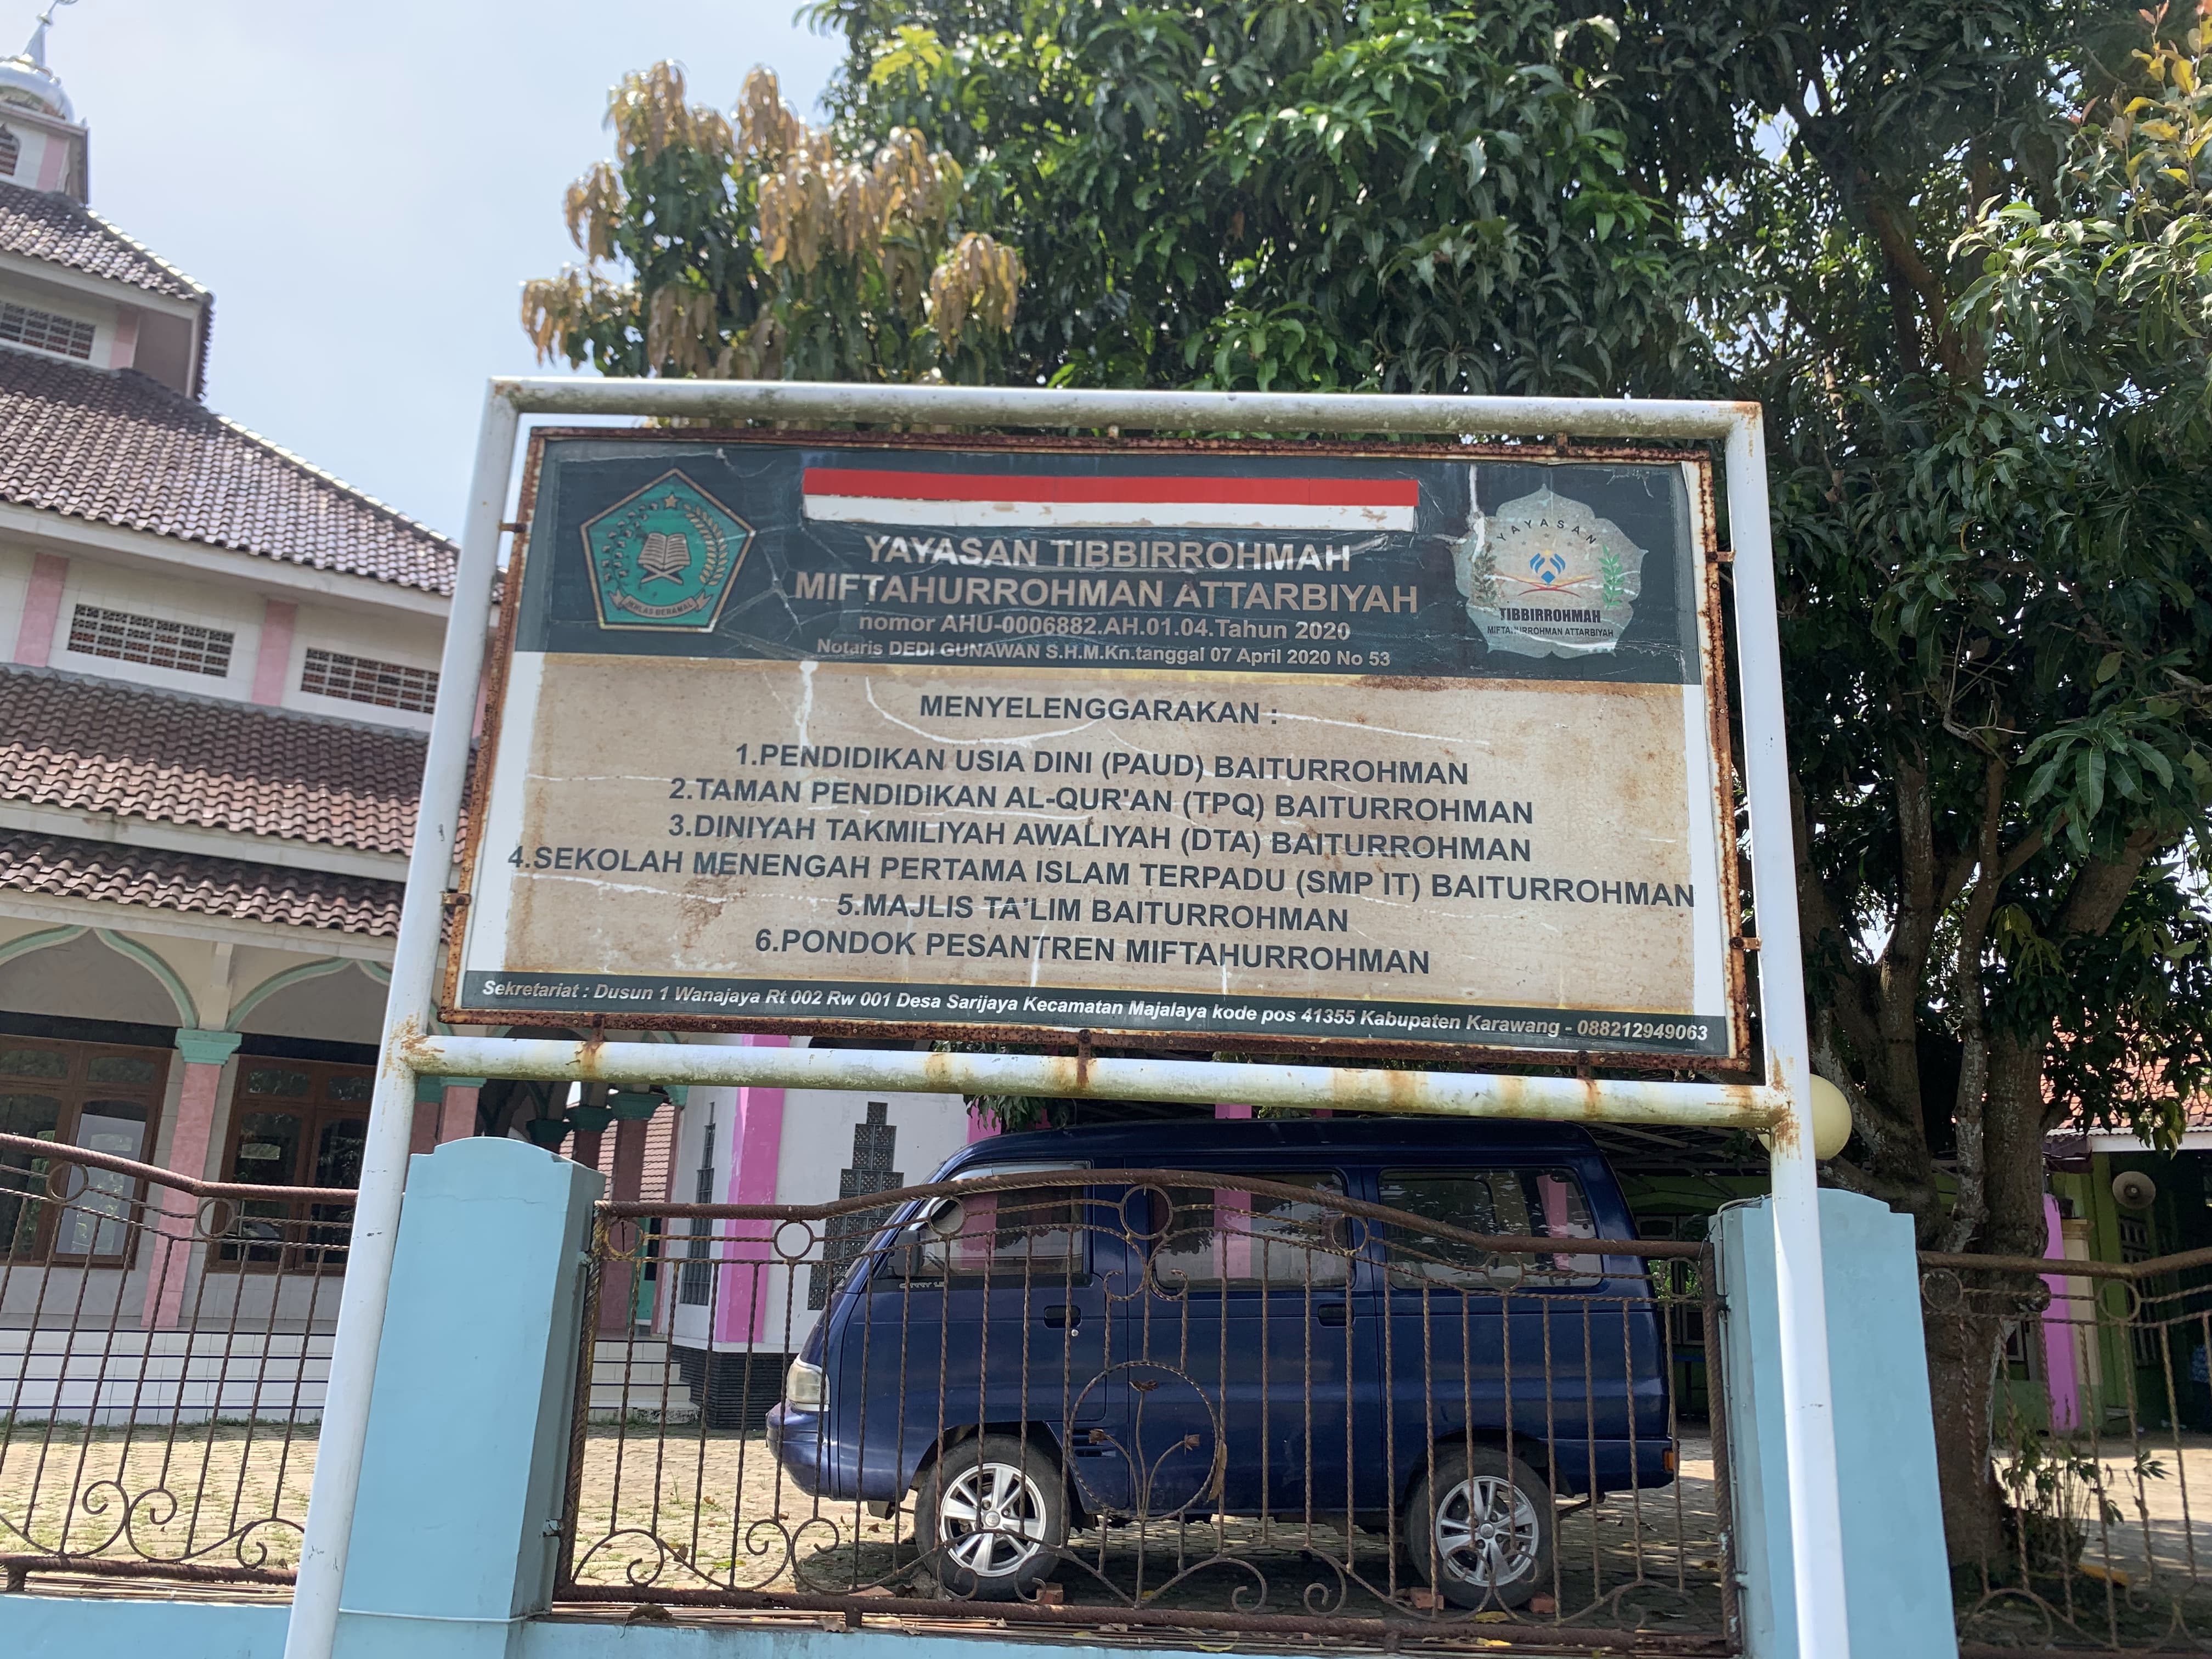 YAYASAN TIBBIRROHMAH
MIFTAHURROHMAN ATTARBIYAH
nomor AHU-0006882.AH.01.04.Tahun 2020
Notaris DEDI GUNAWAN S.H.M.Kn.tanggal 07 April 2020 No 53
IKHLAS BERAMAL
YAYASAN
TIBBIRROHMAH
MIFTAHURROHMAN ATTARBIYAH
MENYELENGGARAKAN :
1.PENDIDIKAN USIA DINI (PAUD) BAITURROHMAN
2.TAMAN PENDIDIKAN AL-QUR'AN (TPQ) BAITURROHMAN
3.DINIYAH TAKMILIYAH AWALIYAH (DTA) BAITURROHMAN
4.SEKOLAH MENENGAH PERTAMA ISLAM TERPADU (SMP IT) BAITURROHMAN
5.MAJLIS TA'LIM BAITURROHMAN
6.PONDOK PESANTREN MIFTAHURROHMAN
Sekretariat : Dusun 1 Wanajaya Rt 002 Rw 001 Desa Sarijaya Kecamatan Majalaya kode pos 41355 Kabupaten Karawang - 088212949063